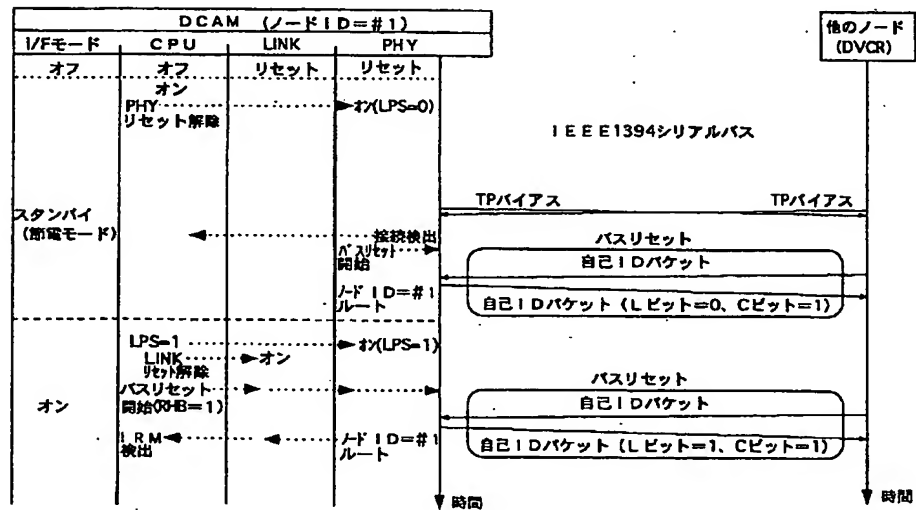 DCAM (ノードID=#1)
他のノード
(DVCR)
I/Fモード CPU LINK PHY
オフ オフ リセット リセット
オン
PHY
リセット解除
オン(LPS=0)
IEEE1394シリアルバス
TPバイアス TPバイアス
スタンバイ
(節電モード)
接続検出
バスリセット
開始
バスリセット
自己IDパケット
ノードID=#1
ルート
自己IDパケット(Lビット=0、Cビット=1)
LPS=1
オン(LPS=1)
LINK
リセット解除
オン
オン
バスリセット
開始(RHB=1)
バスリセット
自己IDパケット
IRM
検出
ノードID=#1
ルート
自己IDパケット(Lビット=1、Cビット=1)
時間
時間